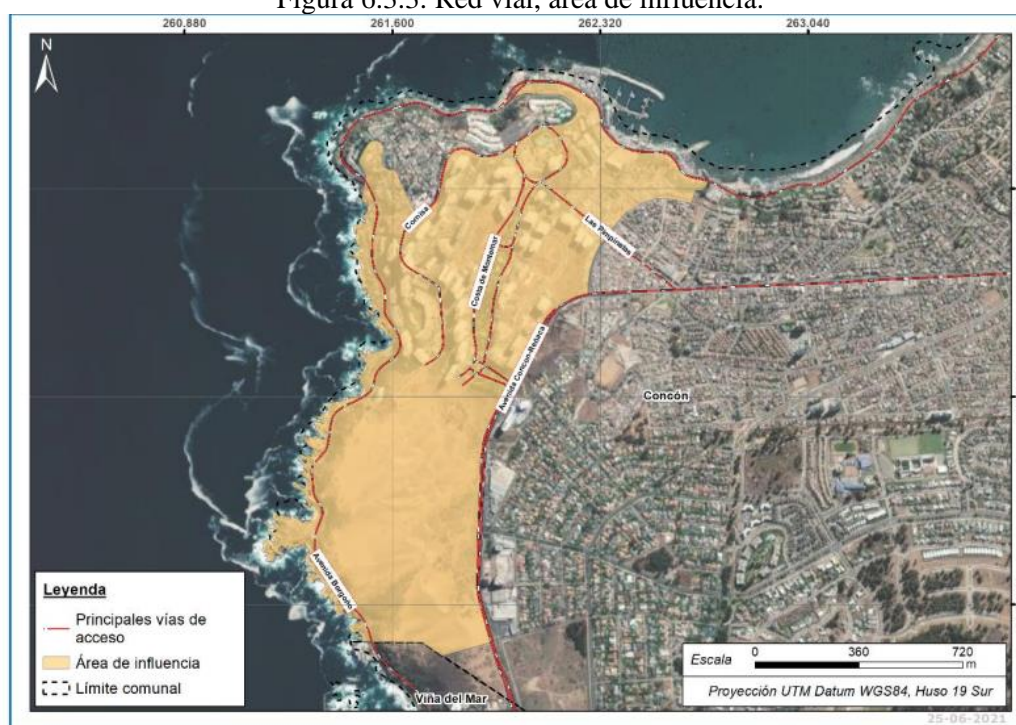 Figura 6.3.3. Red vial, área de influencia.
260.880 261.600 262.320 263.040
N
Cornisa
Costa de Montemar
Las Pimpinelas
Avenida Concon-Reñaca
Concón
Avenida Borgoño
Viña del Mar
Leyenda
Principales vías de
acceso
Área de influencia
Límite comunal
Escala 0 360 720
m
Proyección UTM Datum WGS84, Huso 19 Sur
25-06-2021